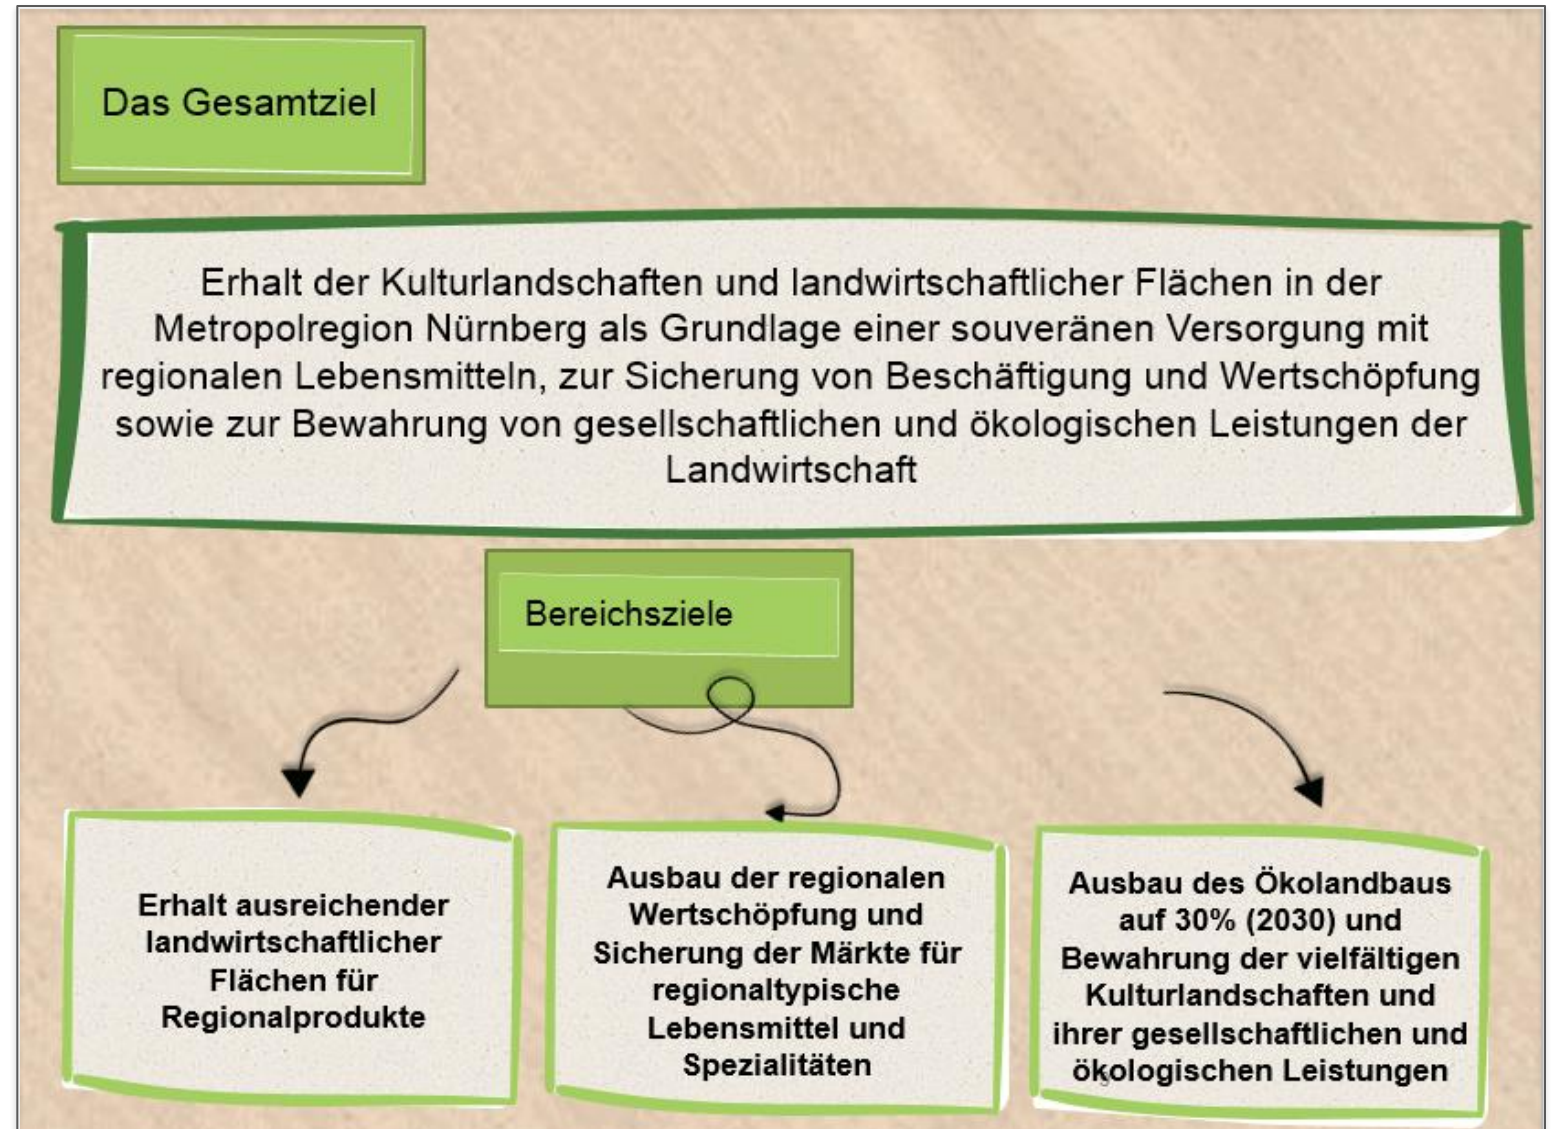 Das Gesamtziel
Erhalt der Kulturlandschaften und landwirtschaftlicher Flächen in der
Metropolregion Nürnberg als Grundlage einer souveränen Versorgung mit
regionalen Lebensmitteln, zur Sicherung von Beschäftigung und Wertschöpfung
sowie zur Bewahrung von gesellschaftlichen und ökologischen Leistungen der
Landwirtschaft
Bereichsziele
Erhalt ausreichender
landwirtschaftlicher
Flächen für
Regionalprodukte
Ausbau der regionalen
Wertschöpfung und
Sicherung der Märkte für
regionaltypische
Lebensmittel und
Spezialitäten
Ausbau des Ökolandbaus
auf 30% (2030) und
Bewahrung der vielfältigen
Kulturlandschaften und
ihrer gesellschaftlichen und
ökologischen Leistungen